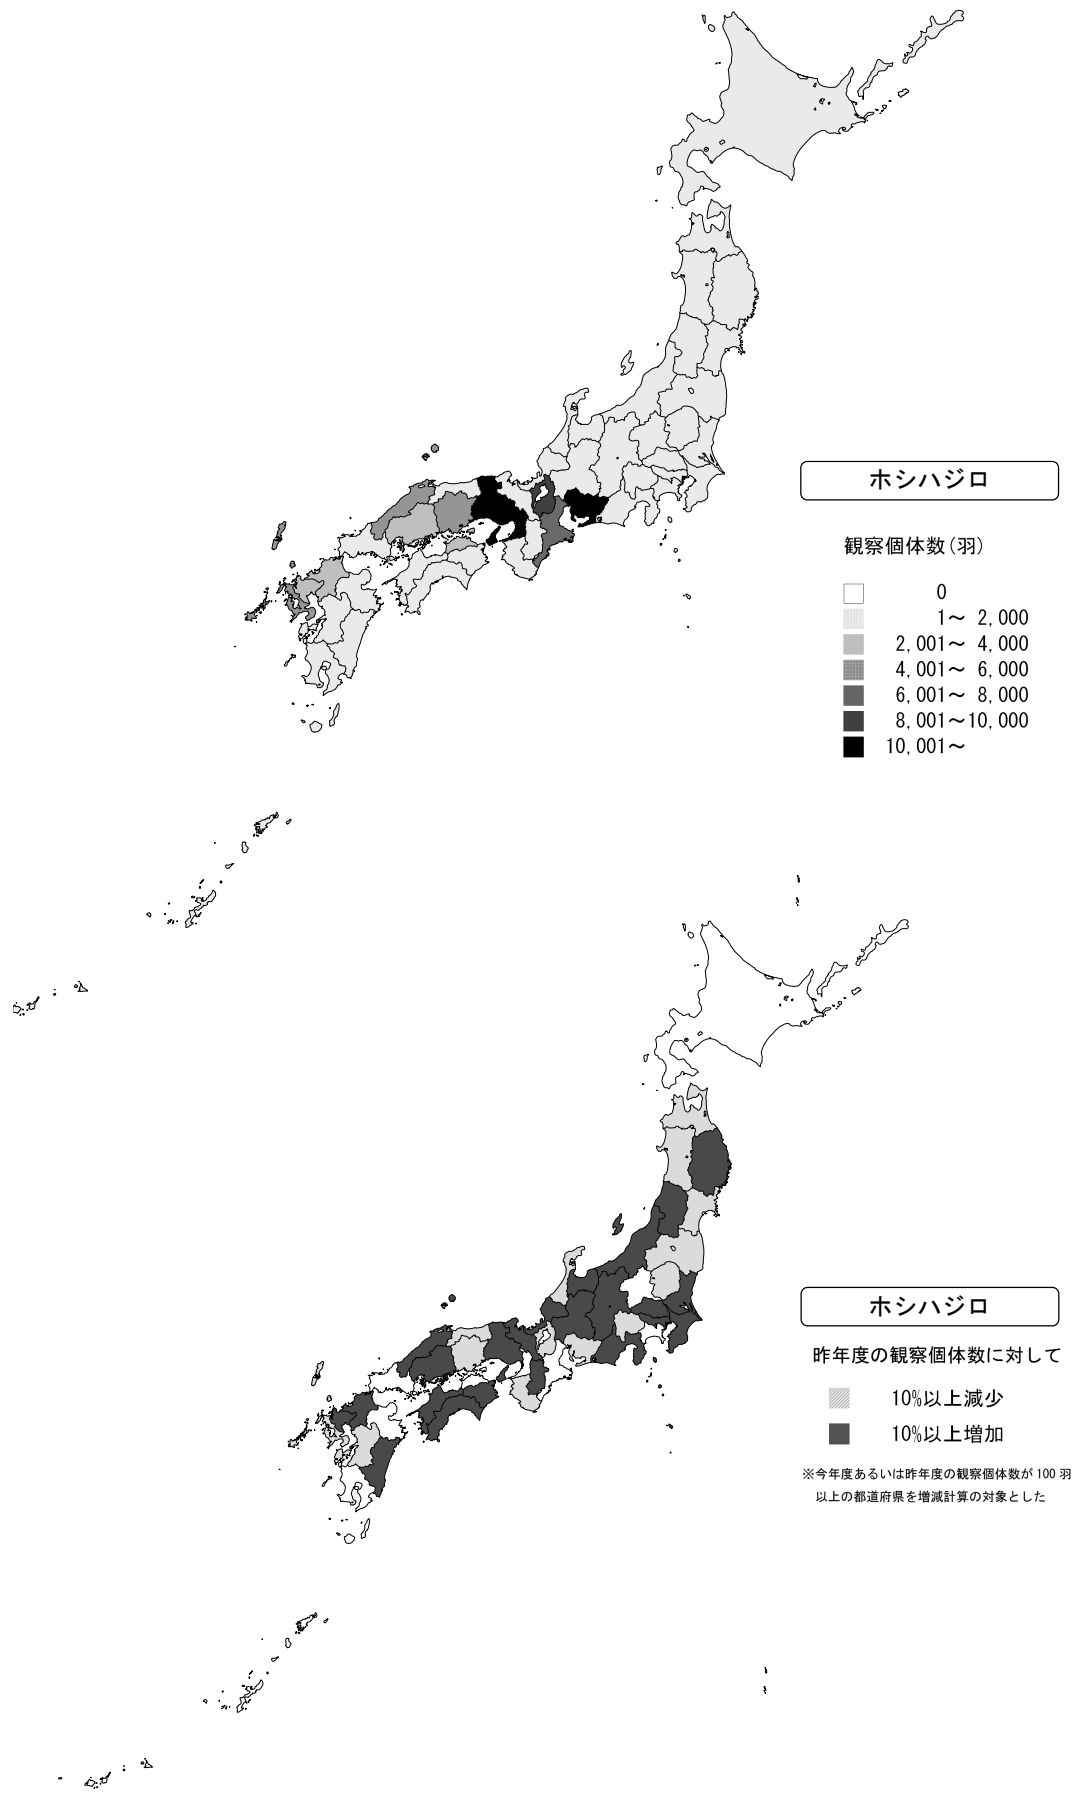 ホシハジロ
観察個体数(羽)
0
1～ 2,000
2,001～ 4,000
4,001～ 6,000
6,001～ 8,000
8,001～10,000
10,001～
ホシハジロ
昨年度の観察個体数に対して
10%以上減少
10%以上増加
※今年度あるいは昨年度の観察個体数が100羽
以上の都道府県を増減計算の対象とした